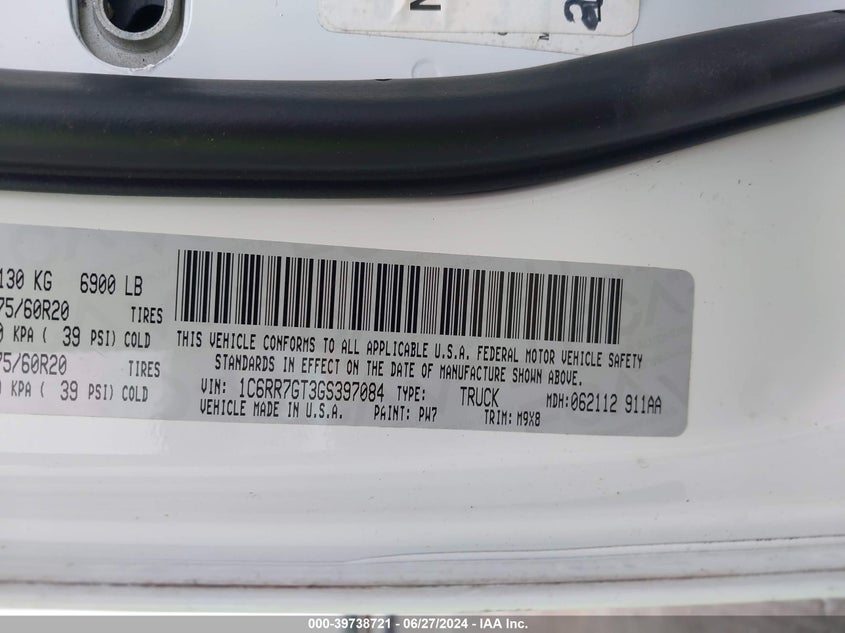 130 KG 6900 LB
75/60R20 TIRES
0 KPA ( 39 PSI) COLD
75/60R20 TIRES
0 KPA ( 39 PSI) COLD
THIS VEHICLE CONFORMS TO ALL APPLICABLE U.S.A. FEDERAL MOTOR VEHICLE SAFETY
STANDARDS IN EFFECT ON THE DATE OF MANUFACTURE SHOWN ABOVE.
VIN: 1C6RR7GT3GS397084 TYPE: TRUCK MDH: 062112 911AA
VEHICLE MADE IN U.S.A. PAINT: PW7 TRIM: M9X8
000-39738721 - 06/27/2024 - IAA Inc.